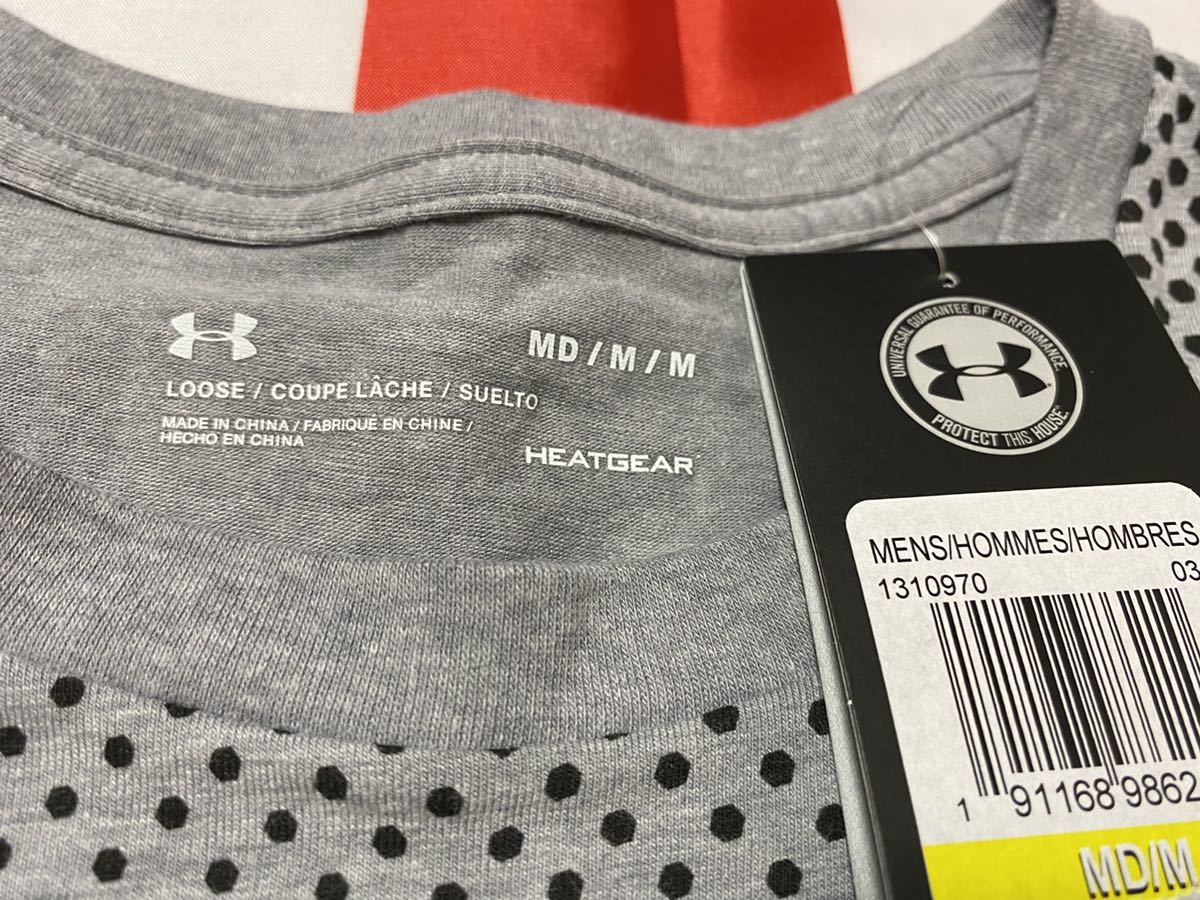 MD / M / M
LOOSE / COUPE LÂCHE / SUELTO
MADE IN CHINA / FABRIQUÉ EN CHINE /
HECHO EN CHINA
HEATGEAR
UNIVERSAL GUARANTEE OF PERFORMANCE.
PROTECT THIS HOUSE.®
MENS/HOMMES/HOMBRES
1310970 03
1 91168 9862
MD/M